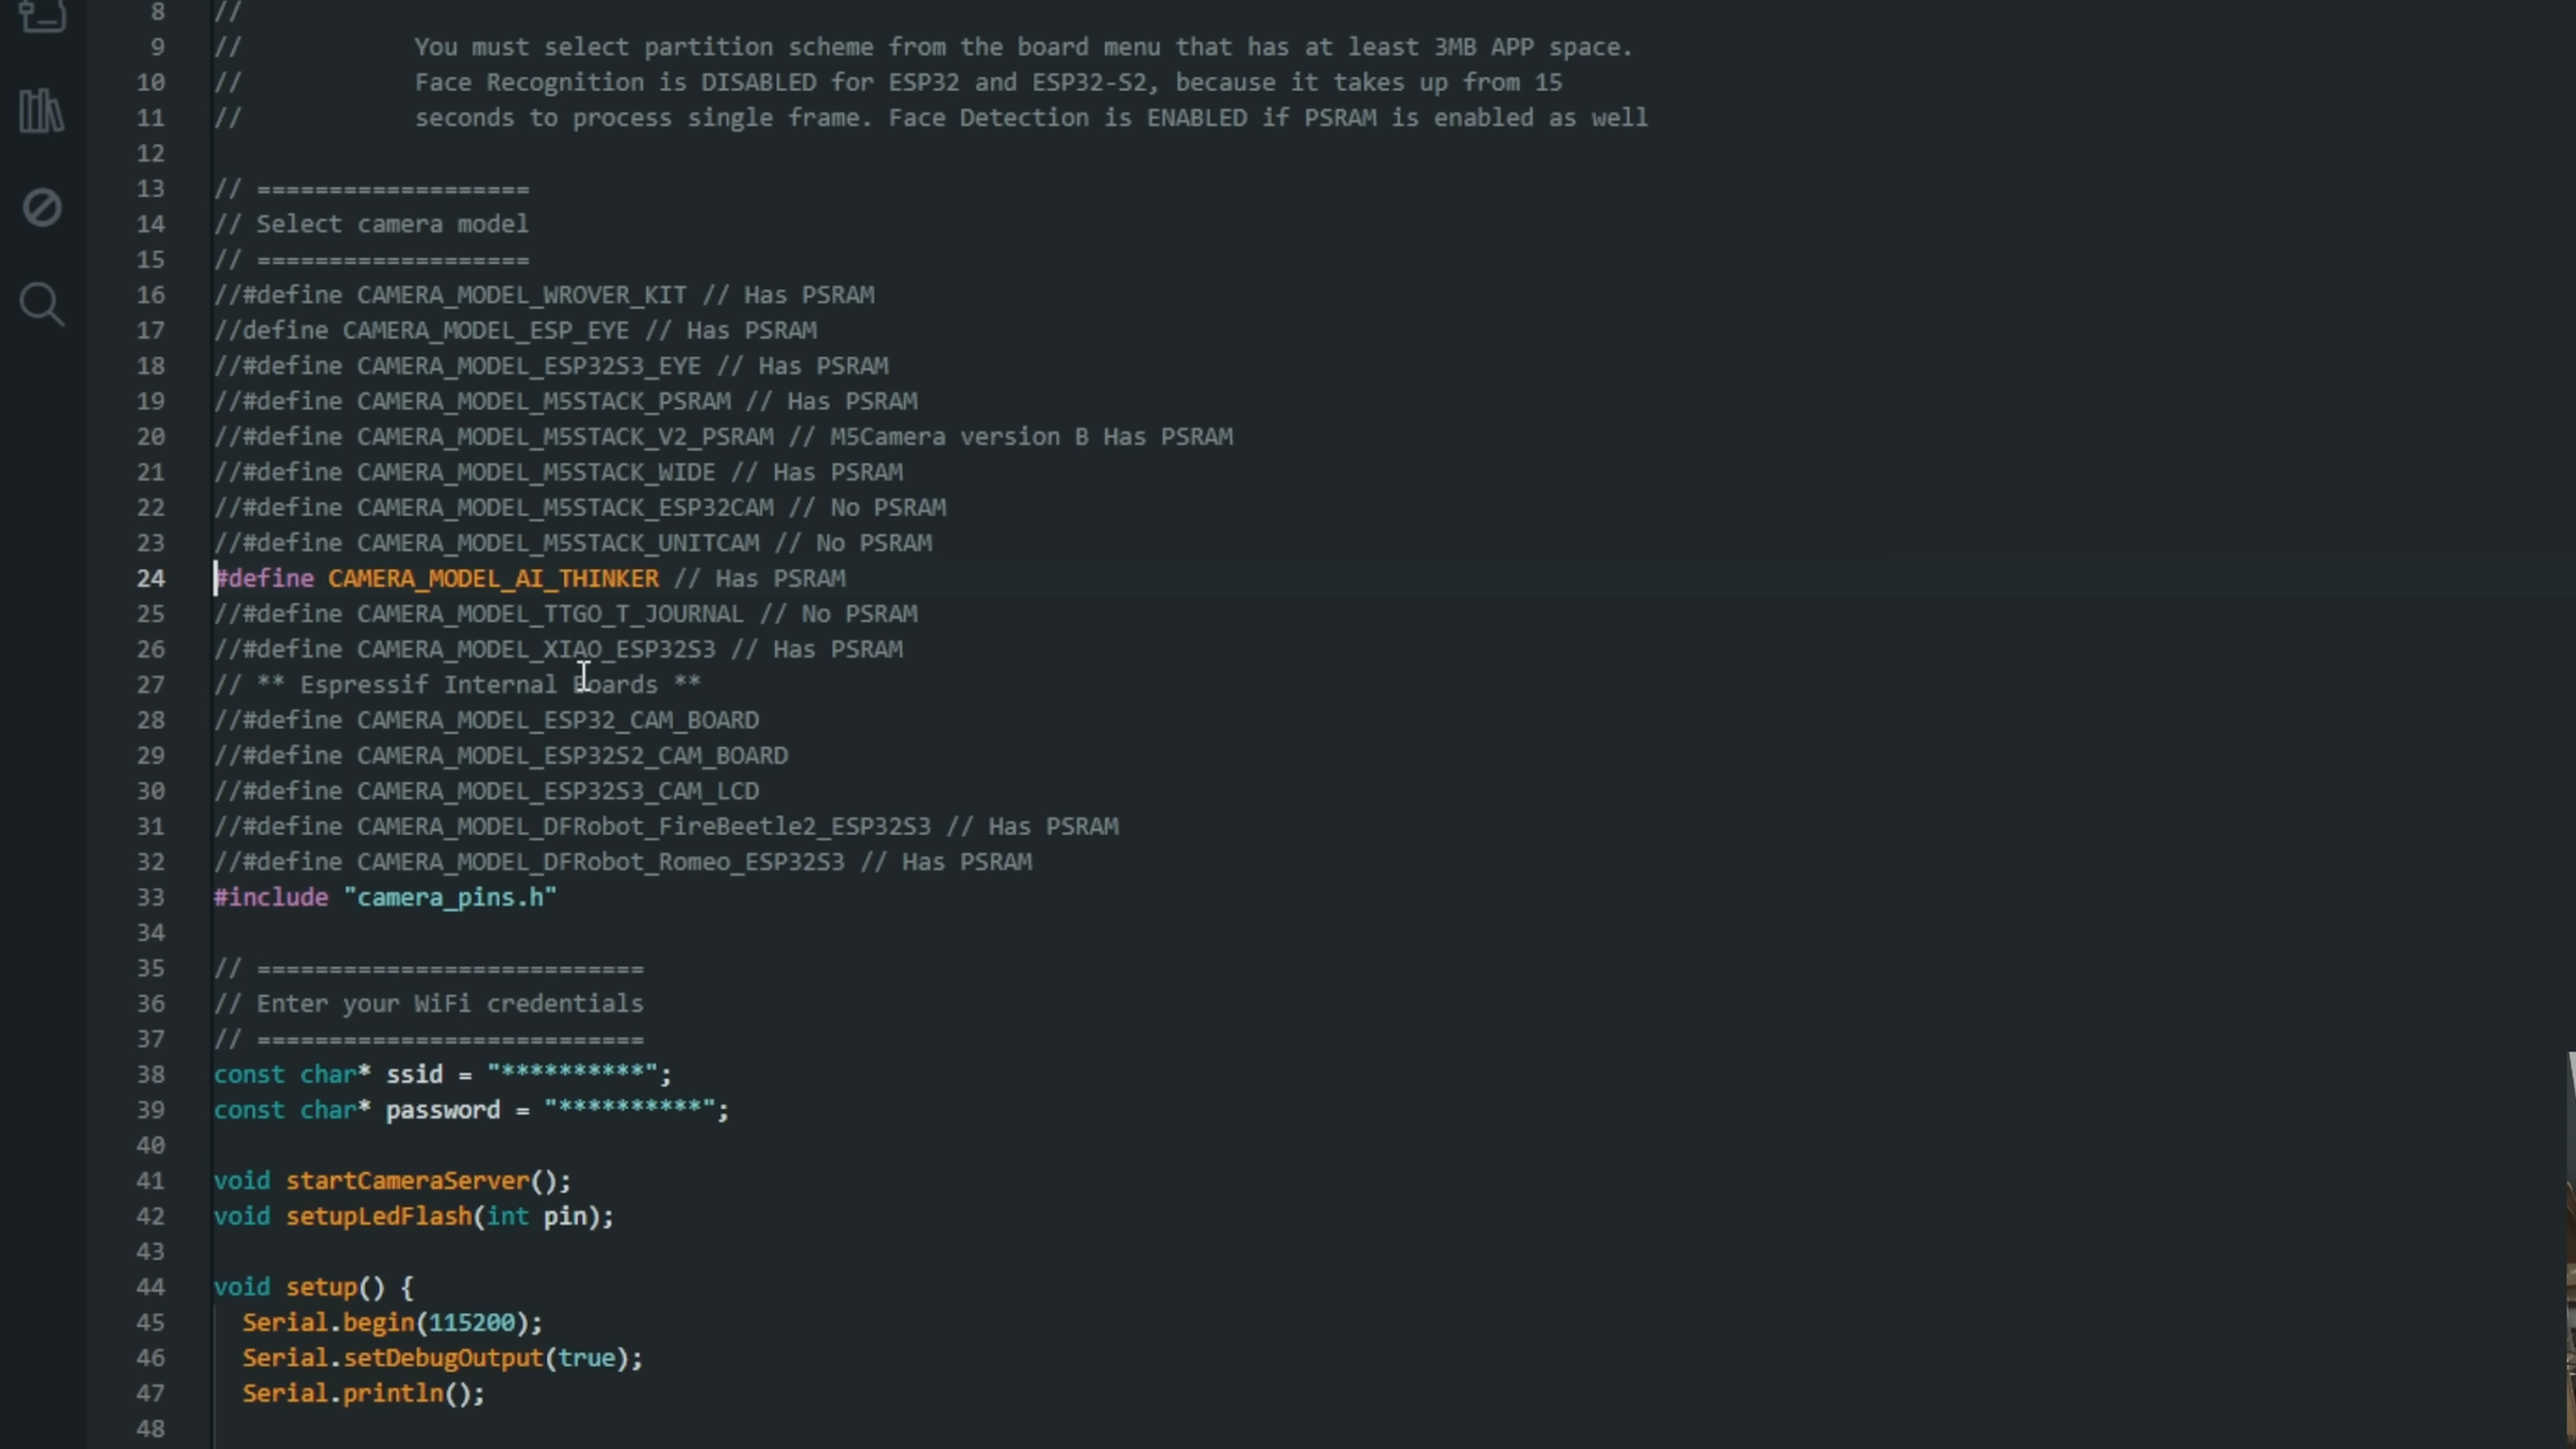 8 //
9 // You must select partition scheme from the board menu that has at least 3MB APP space.
10 // Face Recognition is DISABLED for ESP32 and ESP32-S2, because it takes up from 15
11 // seconds to process single frame. Face Detection is ENABLED if PSRAM is enabled as well
12
13 // ===================
14 // Select camera model
15 // ===================
16 //#define CAMERA_MODEL_WROVER_KIT // Has PSRAM
17 //define CAMERA_MODEL_ESP_EYE // Has PSRAM
18 //#define CAMERA_MODEL_ESP32S3_EYE // Has PSRAM
19 //#define CAMERA_MODEL_M5STACK_PSRAM // Has PSRAM
20 //#define CAMERA_MODEL_M5STACK_V2_PSRAM // M5Camera version B Has PSRAM
21 //#define CAMERA_MODEL_M5STACK_WIDE // Has PSRAM
22 //#define CAMERA_MODEL_M5STACK_ESP32CAM // No PSRAM
23 //#define CAMERA_MODEL_M5STACK_UNITCAM // No PSRAM
24 #define CAMERA_MODEL_AI_THINKER // Has PSRAM
25 //#define CAMERA_MODEL_TTGO_T_JOURNAL // No PSRAM
26 //#define CAMERA_MODEL_XIAO_ESP32S3 // Has PSRAM
27 // ** Espressif Internal Boards **
28 //#define CAMERA_MODEL_ESP32_CAM_BOARD
29 //#define CAMERA_MODEL_ESP32S2_CAM_BOARD
30 //#define CAMERA_MODEL_ESP32S3_CAM_LCD
31 //#define CAMERA_MODEL_DFRobot_FireBeetle2_ESP32S3 // Has PSRAM
32 //#define CAMERA_MODEL_DFRobot_Romeo_ESP32S3 // Has PSRAM
33 #include "camera_pins.h"
34
35 // ===========================
36 // Enter your WiFi credentials
37 // ===========================
38 const char* ssid = "**********";
39 const char* password = "**********";
40
41 void startCameraServer();
42 void setupLedFlash(int pin);
43
44 void setup() {
45 Serial.begin(115200);
46 Serial.setDebugOutput(true);
47 Serial.println();
48